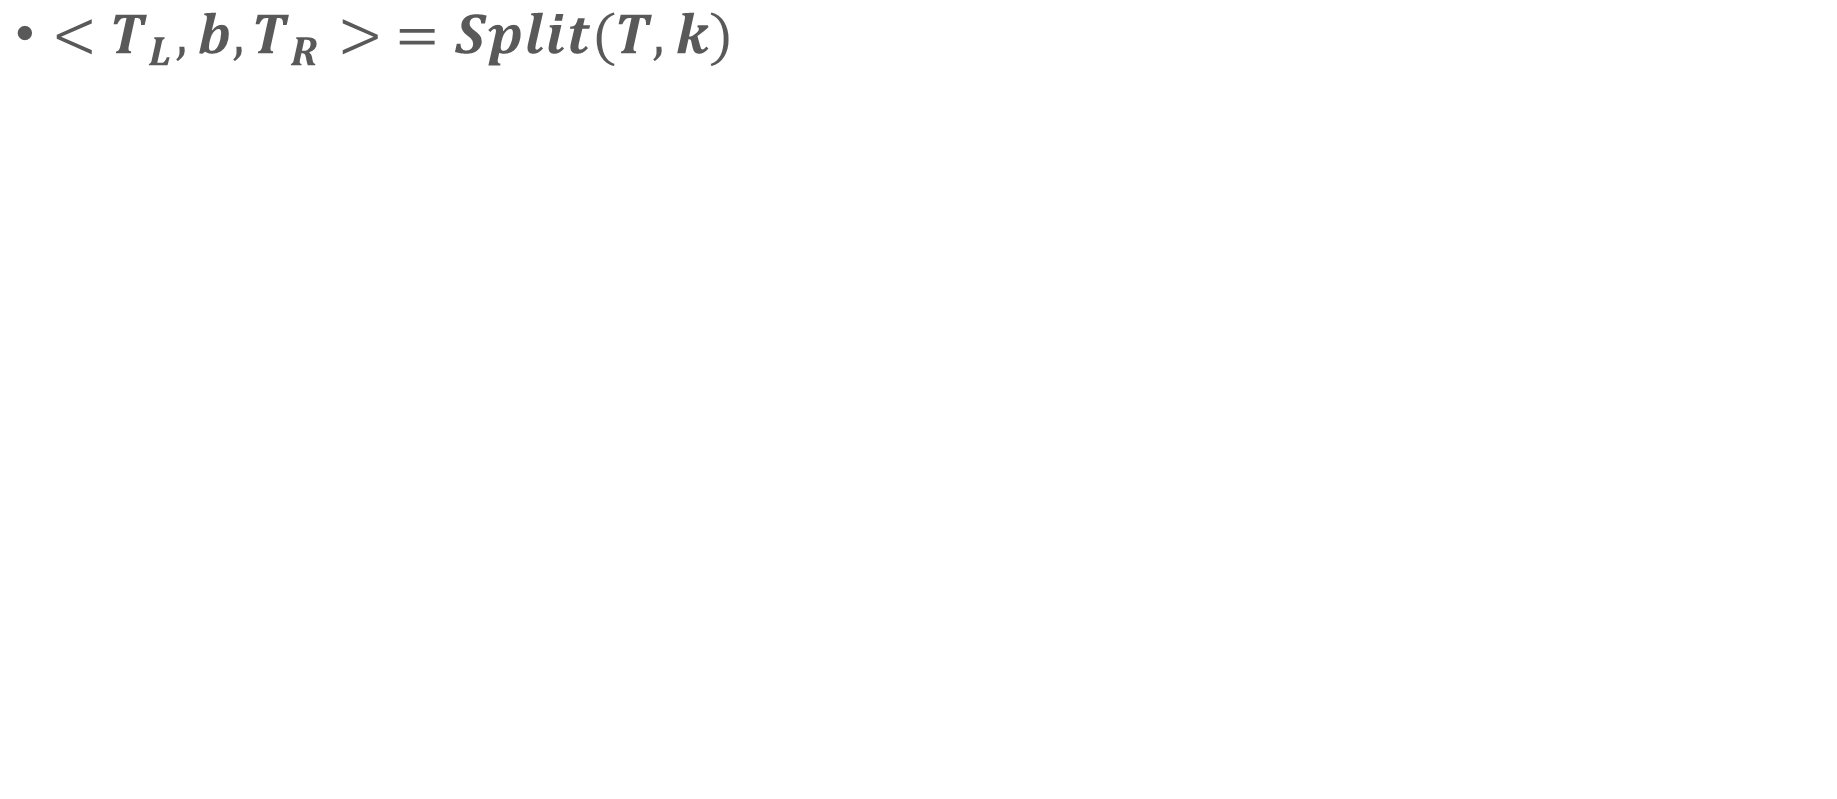 • < T_L, b, T_R > = Split(T, k)